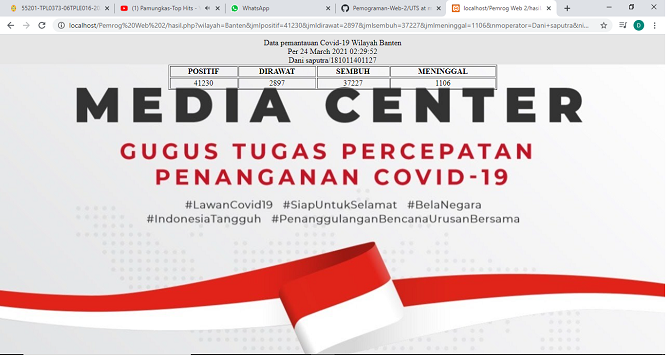 55201-TPL0373-06TPLE016-2
(1) Pamungkas-Top Hits -
WhatsApp
Pemograman-Web-2/UTS at m
localhost/Pemrog Web 2/hasil
localhost/Pemrog%20Web%202/hasil.php?wilayah=Banten&jmlpositif=41230&jmldirawat=2897&jmlsembuh=37227&jmlmeninggal=1106&nmoperator=Dani+saputra&ni...
D
Data pemantauan Covid-19 Wilayah Banten
Per 24 March 2021 02:29:52
Dani saputra/181011401127
POSITIF DIRAWAT SEMBUH MENINGGAL
41230 2897 37227 1106
MEDIA CENTER
GUGUS TUGAS PERCEPATAN
PENANGANAN COVID-19
#LawanCovid19 #SiapUntukSelamat #BelaNegara
#IndonesiaTangguh #PenanggulanganBencanaUrusanBersama